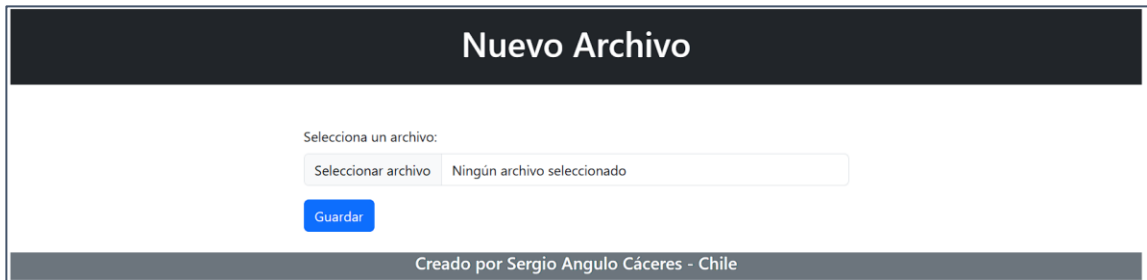 Nuevo Archivo
Selecciona un archivo:
Seleccionar archivo Ningún archivo seleccionado
Guardar
Creado por Sergio Angulo Cáceres - Chile